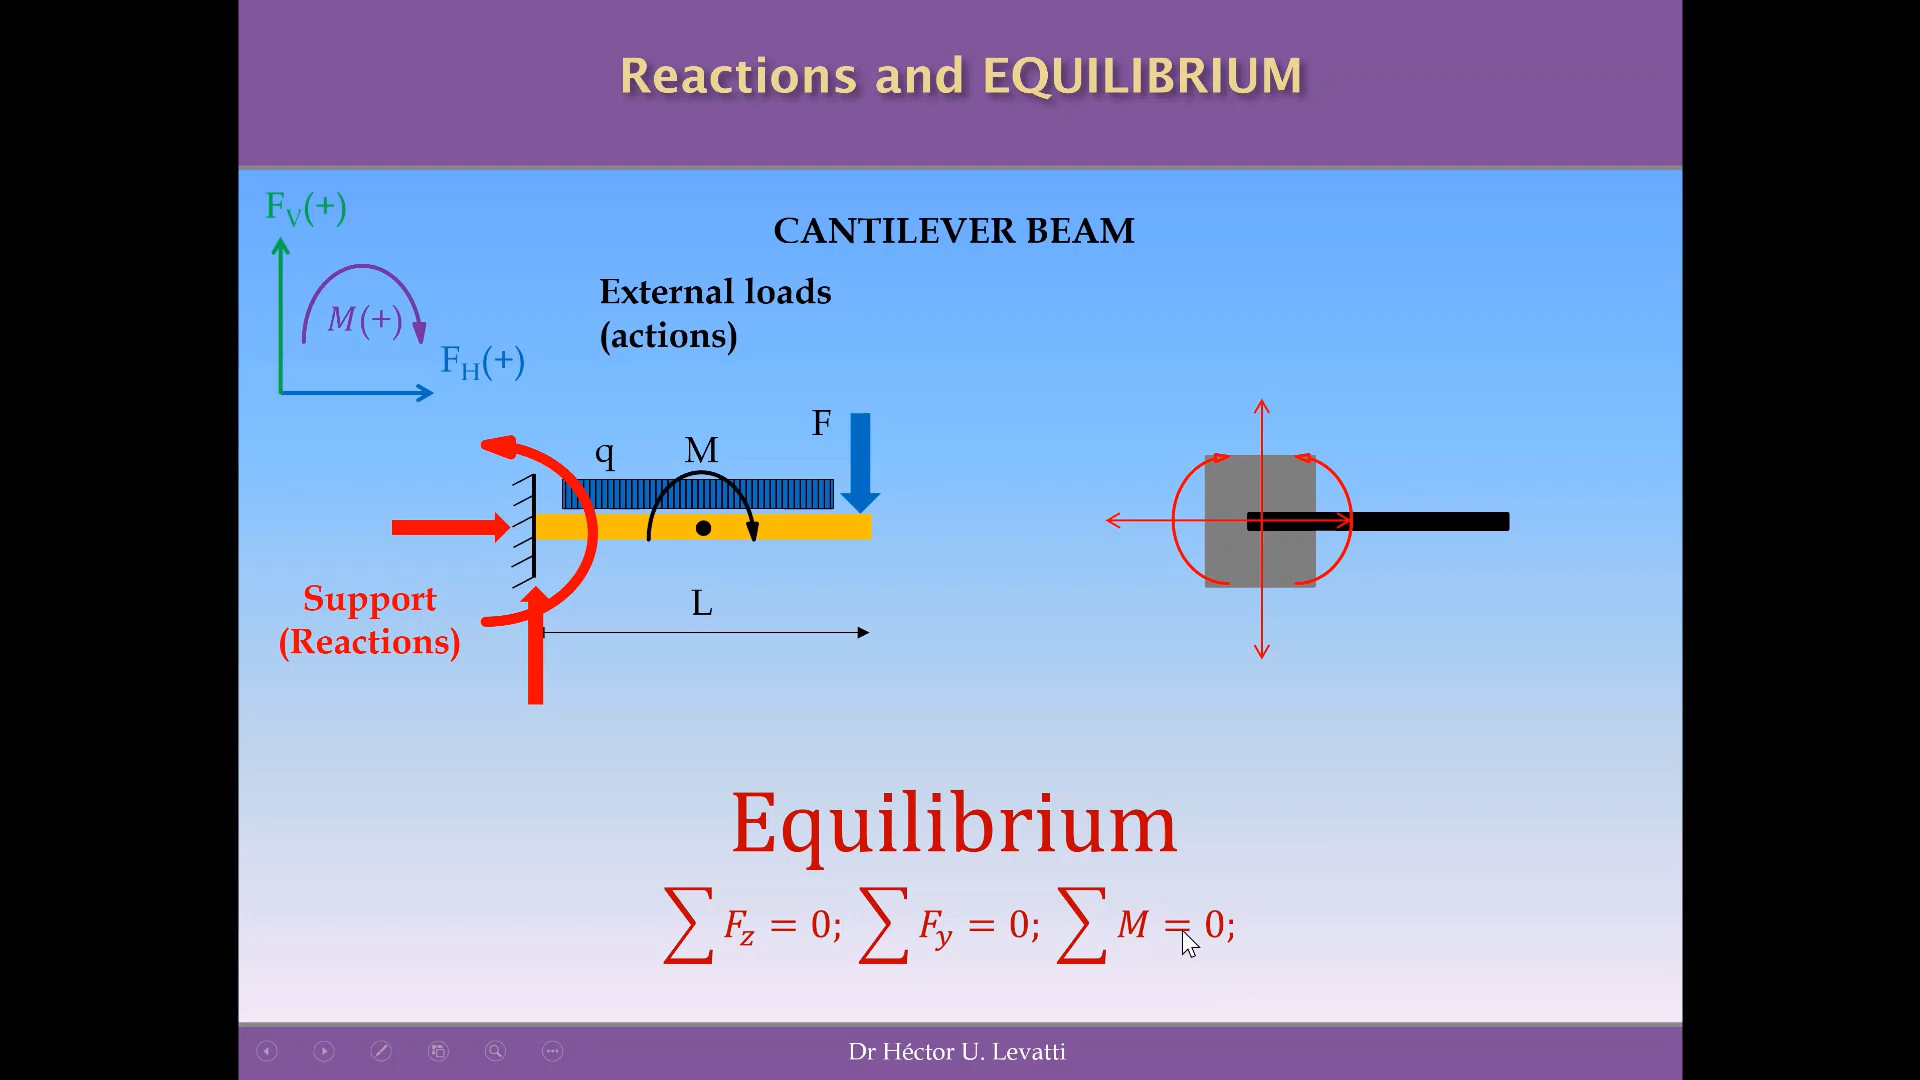 Reactions and EQUILIBRIUM
F_V(+)
CANTILEVER BEAM
External loads
(actions)
M(+)
F_H(+)
F
q
M
Support
(Reactions)
L
Equilibrium
∑ F_z = 0; ∑ F_y = 0; ∑ M = 0;
Dr Héctor U. Levatti